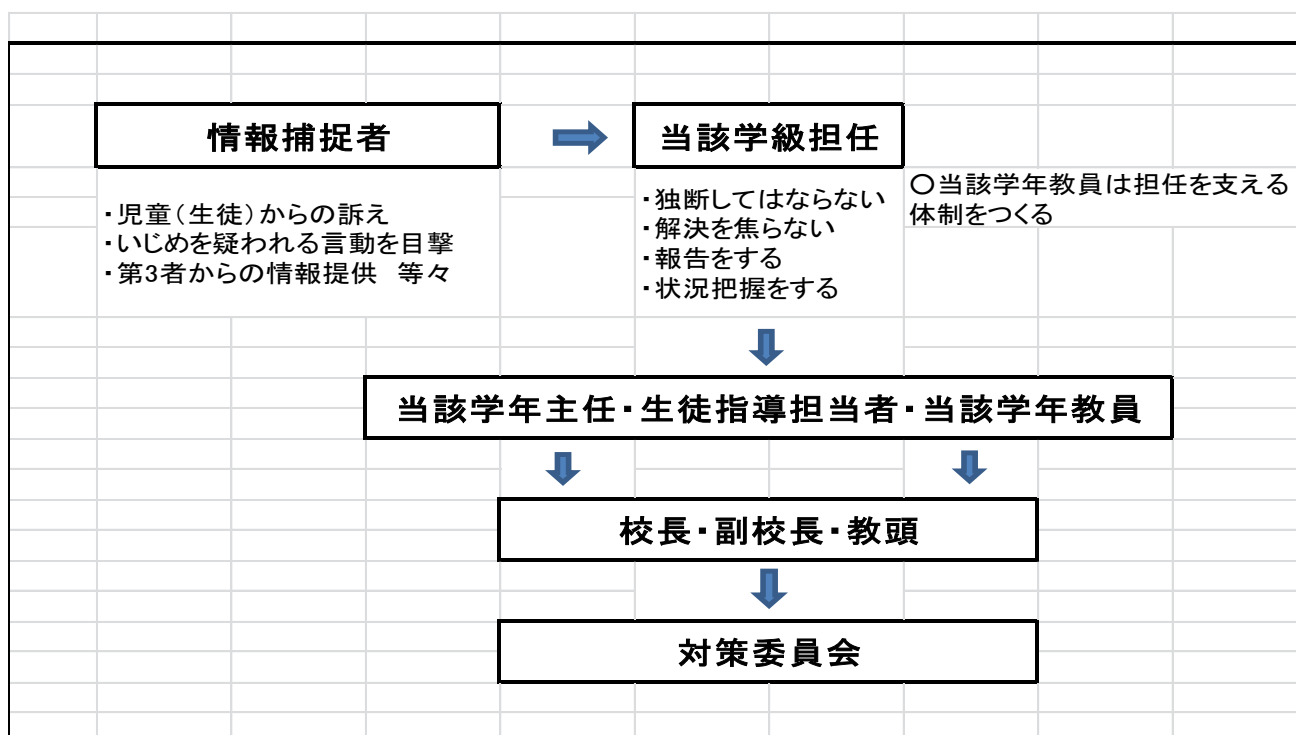 情報捕捉者
当該学級担任
・児童（生徒）からの訴え
・いじめを疑われる言動を目撃
・第3者からの情報提供　等々
・独断してはならない
・解決を焦らない
・報告をする
・状況把握をする
○当該学年教員は担任を支える
体制をつくる
当該学年主任・生徒指導担当者・当該学年教員
校長・副校長・教頭
対策委員会